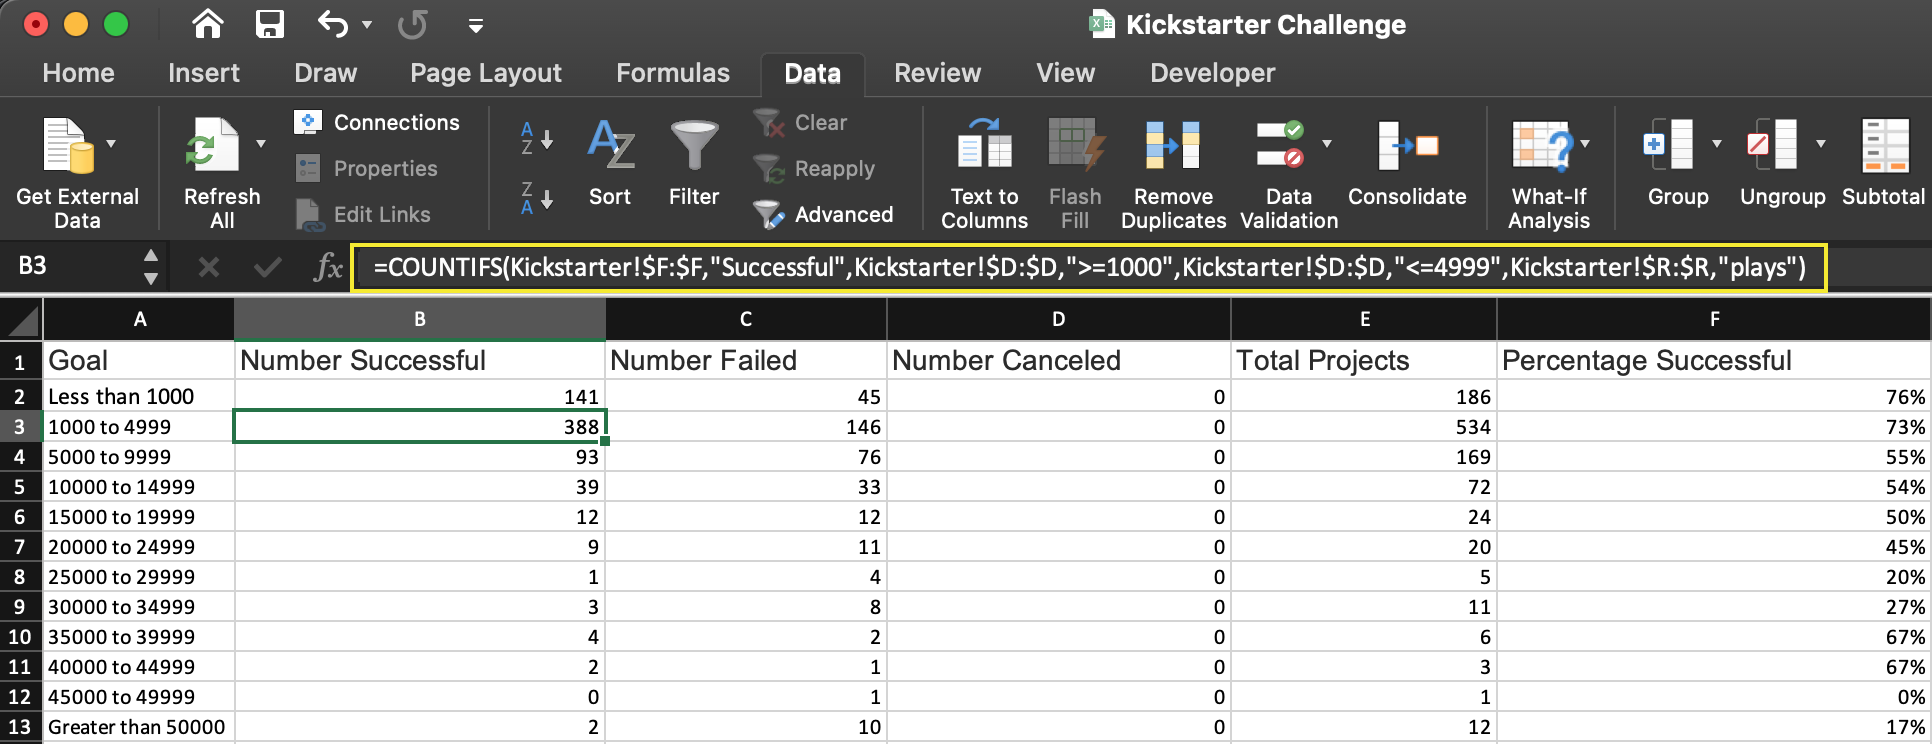 Kickstarter Challenge
Home Insert Draw Page Layout Formulas Data Review View Developer
Get External Data
Refresh All
Connections
Properties
Edit Links
A
Z
Z
A
Sort
Filter
Clear
Reapply
Advanced
Text to Columns
Flash Fill
Remove Duplicates
Data Validation
Consolidate
What-If Analysis
Group
Ungroup
Subtotal
B3 fx =COUNTIFS(Kickstarter!$F:$F,"Successful",Kickstarter!$D:$D,">=1000",Kickstarter!$D:$D,"<=4999",Kickstarter!$R:$R,"plays")
A B C D E F
1 Goal Number Successful Number Failed Number Canceled Total Projects Percentage Successful
2 Less than 1000 141 45 0 186 76%
3 1000 to 4999 388 146 0 534 73%
4 5000 to 9999 93 76 0 169 55%
5 10000 to 14999 39 33 0 72 54%
6 15000 to 19999 12 12 0 24 50%
7 20000 to 24999 9 11 0 20 45%
8 25000 to 29999 1 4 0 5 20%
9 30000 to 34999 3 8 0 11 27%
10 35000 to 39999 4 2 0 6 67%
11 40000 to 44999 2 1 0 3 67%
12 45000 to 49999 0 1 0 1 0%
13 Greater than 50000 2 10 0 12 17%